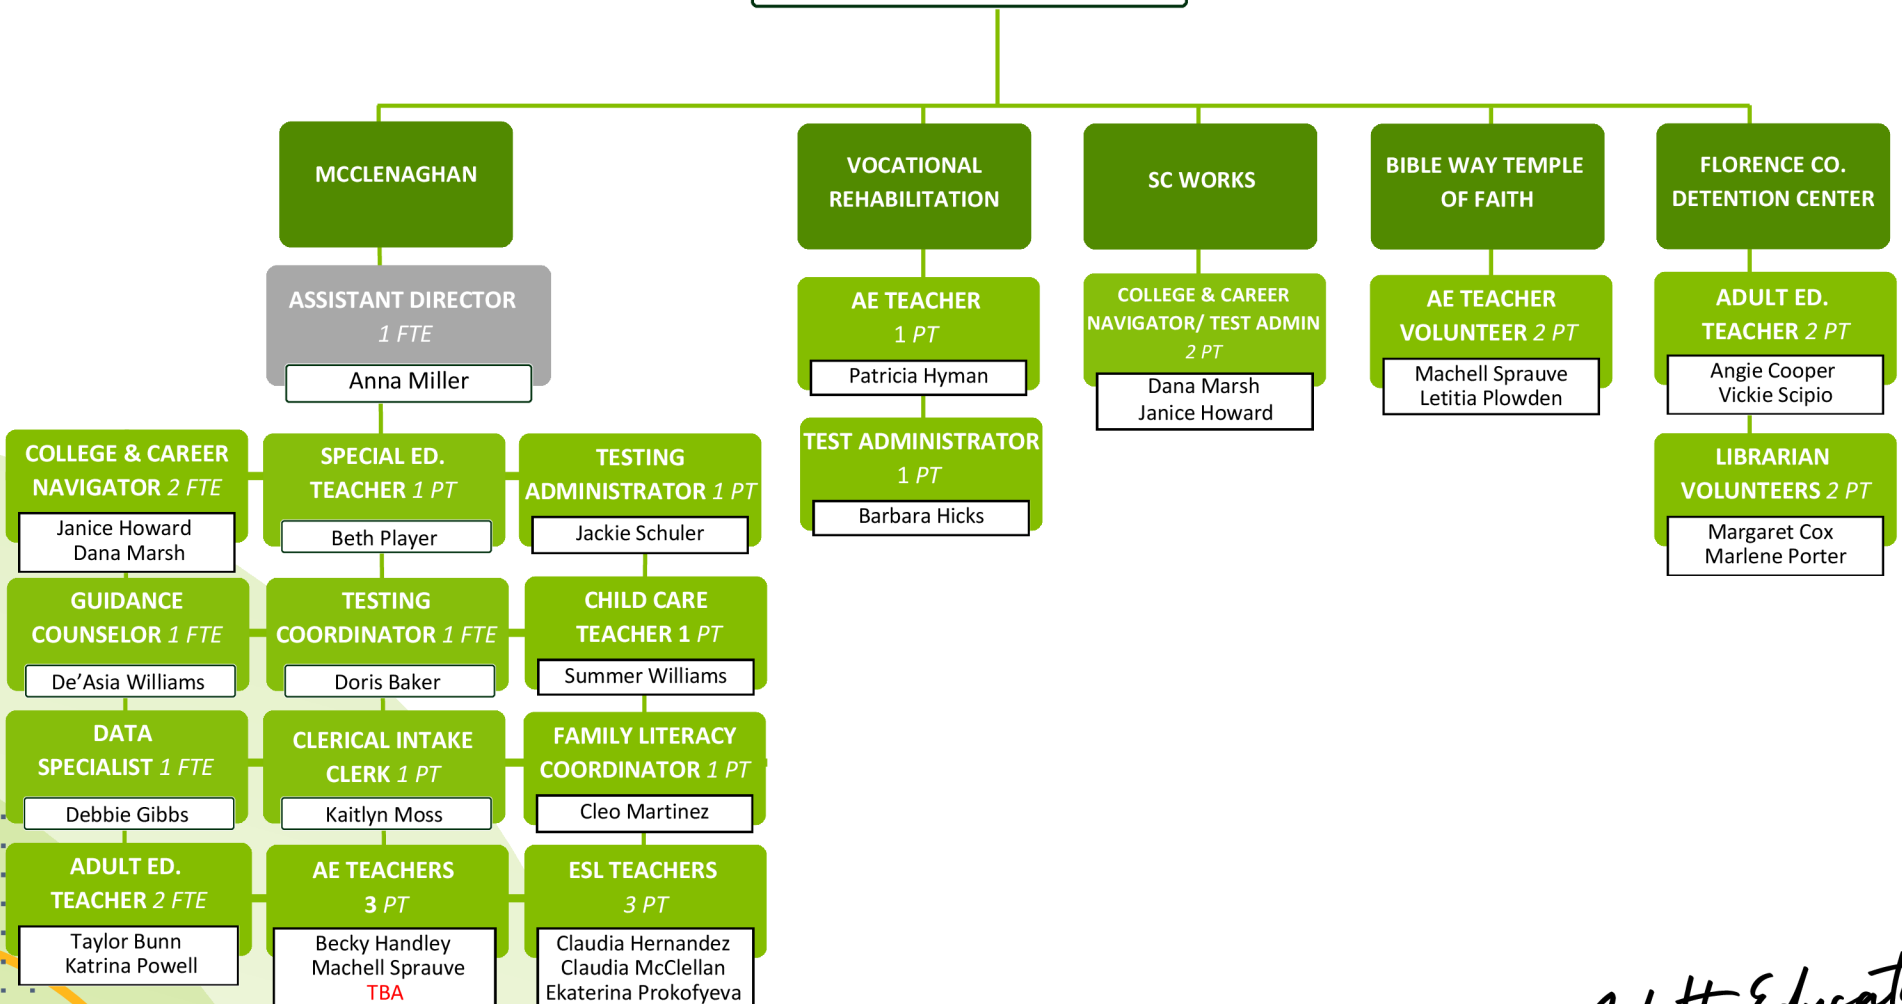 MCCLENAGHAN
VOCATIONAL
REHABILITATION
SC WORKS
BIBLE WAY TEMPLE
OF FAITH
FLORENCE CO.
DETENTION CENTER
ASSISTANT DIRECTOR
1 FTE
Anna Miller
AE TEACHER
1 PT
Patricia Hyman
COLLEGE & CAREER
NAVIGATOR/ TEST ADMIN
2 PT
Dana Marsh
Janice Howard
AE TEACHER
VOLUNTEER 2 PT
Machell Sprauve
Letitia Plowden
ADULT ED.
TEACHER 2 PT
Angie Cooper
Vickie Scipio
COLLEGE & CAREER
NAVIGATOR 2 FTE
Janice Howard
Dana Marsh
SPECIAL ED.
TEACHER 1 PT
Beth Player
TESTING
ADMINISTRATOR 1 PT
Jackie Schuler
TEST ADMINISTRATOR
1 PT
Barbara Hicks
LIBRARIAN
VOLUNTEERS 2 PT
Margaret Cox
Marlene Porter
GUIDANCE
COUNSELOR 1 FTE
De’Asia Williams
TESTING
COORDINATOR 1 FTE
Doris Baker
CHILD CARE
TEACHER 1 PT
Summer Williams
DATA
SPECIALIST 1 FTE
Debbie Gibbs
CLERICAL INTAKE
CLERK 1 PT
Kaitlyn Moss
FAMILY LITERACY
COORDINATOR 1 PT
Cleo Martinez
ADULT ED.
TEACHER 2 FTE
Taylor Bunn
Katrina Powell
AE TEACHERS
3 PT
Becky Handley
Machell Sprauve
TBA
ESL TEACHERS
3 PT
Claudia Hernandez
Claudia McClellan
Ekaterina Prokofyeva